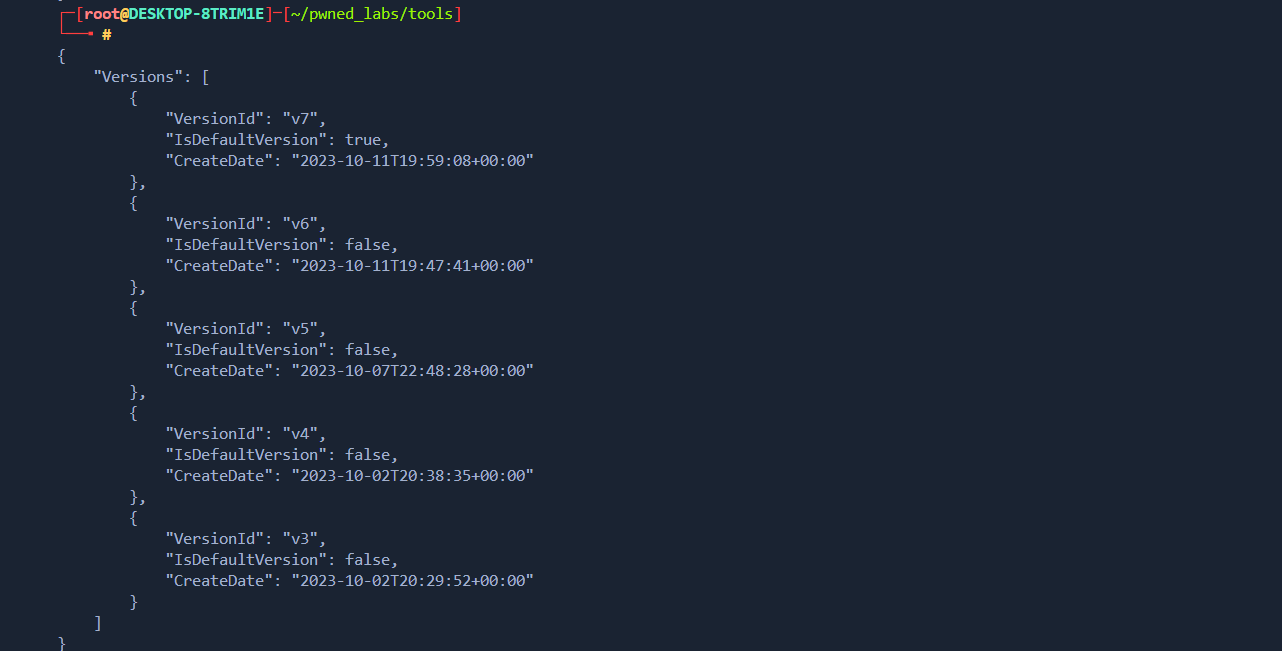 ┌─[root@DESKTOP-8TRIM1E]─[~/pwned_labs/tools]
└──╼ #
{
    "Versions": [
        {
            "VersionId": "v7",
            "IsDefaultVersion": true,
            "CreateDate": "2023-10-11T19:59:08+00:00"
        },
        {
            "VersionId": "v6",
            "IsDefaultVersion": false,
            "CreateDate": "2023-10-11T19:47:41+00:00"
        },
        {
            "VersionId": "v5",
            "IsDefaultVersion": false,
            "CreateDate": "2023-10-07T22:48:28+00:00"
        },
        {
            "VersionId": "v4",
            "IsDefaultVersion": false,
            "CreateDate": "2023-10-02T20:38:35+00:00"
        },
        {
            "VersionId": "v3",
            "IsDefaultVersion": false,
            "CreateDate": "2023-10-02T20:29:52+00:00"
        }
    ]
}